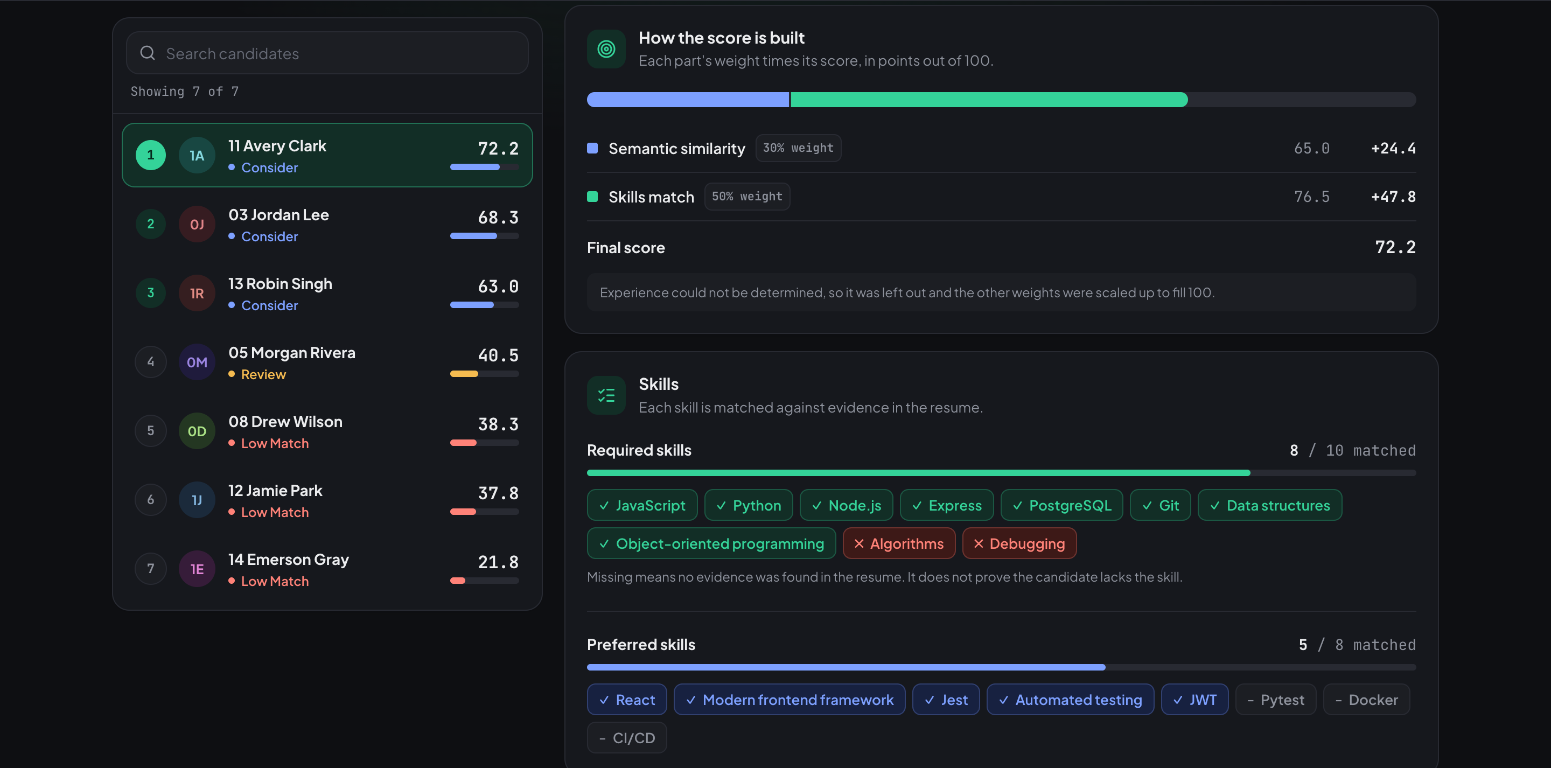 Search candidates
Showing 7 of 7
1 1A 11 Avery Clark 72.2
Consider
2 0J 03 Jordan Lee 68.3
Consider
3 1R 13 Robin Singh 63.0
Consider
4 0M 05 Morgan Rivera 40.5
Review
5 0D 08 Drew Wilson 38.3
Low Match
6 1J 12 Jamie Park 37.8
Low Match
7 1E 14 Emerson Gray 21.8
Low Match
How the score is built
Each part's weight times its score, in points out of 100.
Semantic similarity 30% weight 65.0 +24.4
Skills match 50% weight 76.5 +47.8
Final score 72.2
Experience could not be determined, so it was left out and the other weights were scaled up to fill 100.
Skills
Each skill is matched against evidence in the resume.
Required skills 8 / 10 matched
✓ JavaScript ✓ Python ✓ Node.js ✓ Express ✓ PostgreSQL ✓ Git ✓ Data structures
✓ Object-oriented programming ✕ Algorithms ✕ Debugging
Missing means no evidence was found in the resume. It does not prove the candidate lacks the skill.
Preferred skills 5 / 8 matched
✓ React ✓ Modern frontend framework ✓ Jest ✓ Automated testing ✓ JWT – Pytest – Docker
– CI/CD